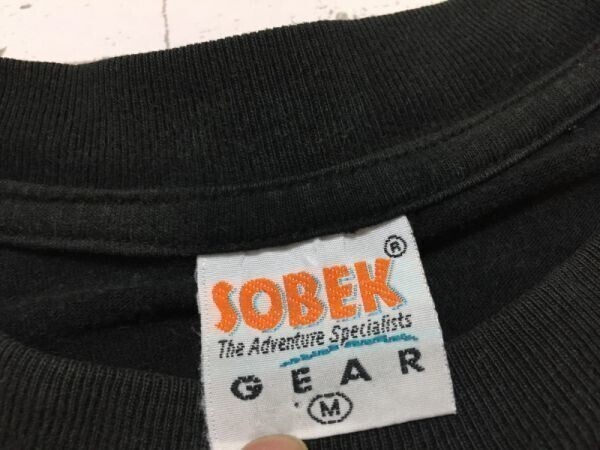 SOBEK®
The Adventure Specialists
GEAR
M